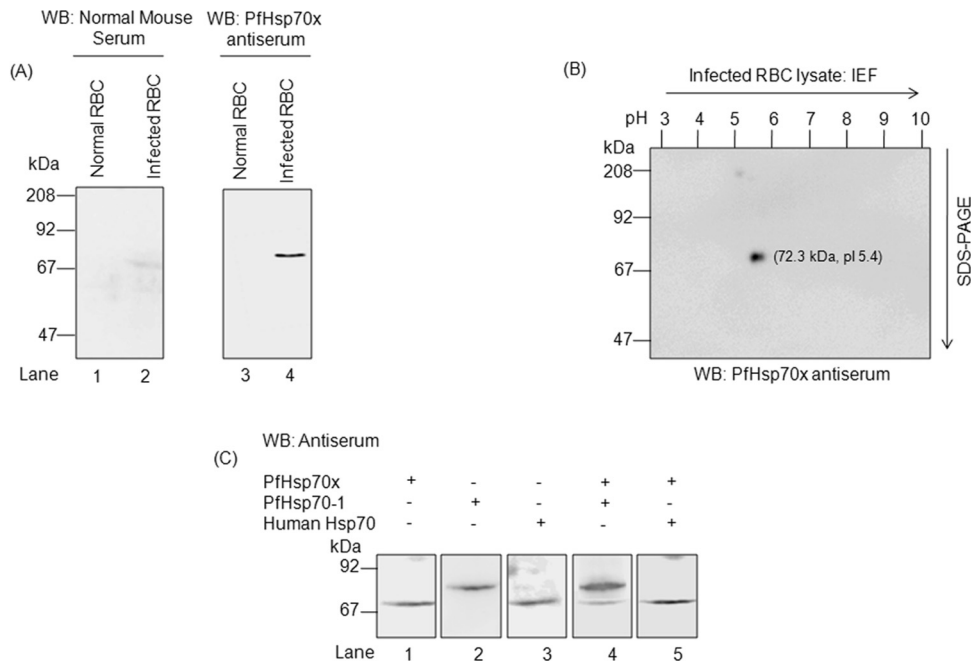 WB: Normal Mouse
Serum
WB: PfHsp70x
antiserum
(A)
Normal RBC
Infected RBC
Normal RBC
Infected RBC
kDa
208
92
67
47
Lane 1 2 3 4
(B)
Infected RBC lysate: IEF
pH 3 4 5 6 7 8 9 10
kDa
208
92
67
47
(72.3 kDa, pI 5.4)
SDS-PAGE
WB: PfHsp70x antiserum
WB: Antiserum
(C)
PfHsp70x + - - + +
PfHsp70-1 - + - + -
Human Hsp70 - - + - +
kDa
92
67
Lane 1 2 3 4 5